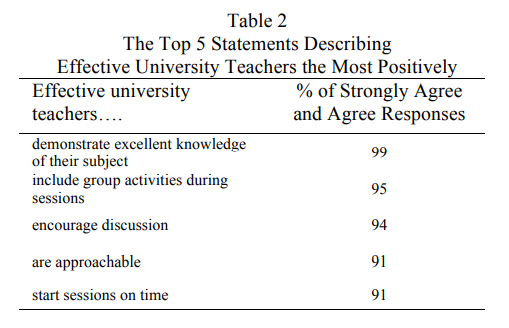 Table 2
The Top 5 Statements Describing
Effective University Teachers the Most Positively
Effective university teachers…. % of Strongly Agree and Agree Responses
demonstrate excellent knowledge of their subject 99
include group activities during sessions 95
encourage discussion 94
are approachable 91
start sessions on time 91